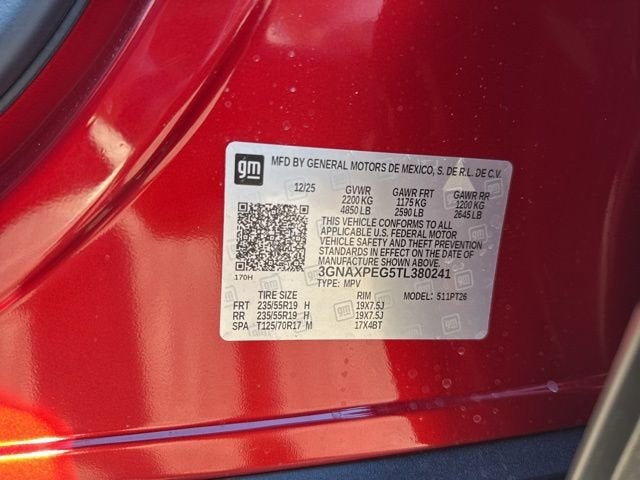 gm
MFD BY GENERAL MOTORS DE MEXICO, S. DE R.L. DE C.V.
12/25 GVWR GAWR FRT GAWR RR
2200 KG 1175 KG 1200 KG
4850 LB 2590 LB 2645 LB
THIS VEHICLE CONFORMS TO ALL
APPLICABLE U.S. FEDERAL MOTOR
VEHICLE SAFETY AND THEFT PREVENTION
STANDARDS IN EFFECT ON THE DATE OF
MANUFACTURE SHOWN ABOVE.
170H
3GNAXPEG5TL380241
TYPE: MPV
TIRE SIZE RIM MODEL: 511PT26
FRT 235/55R19 H 19X7.5J
RR 235/55R19 H 19X7.5J
SPA T125/70R17 M 17X4BT